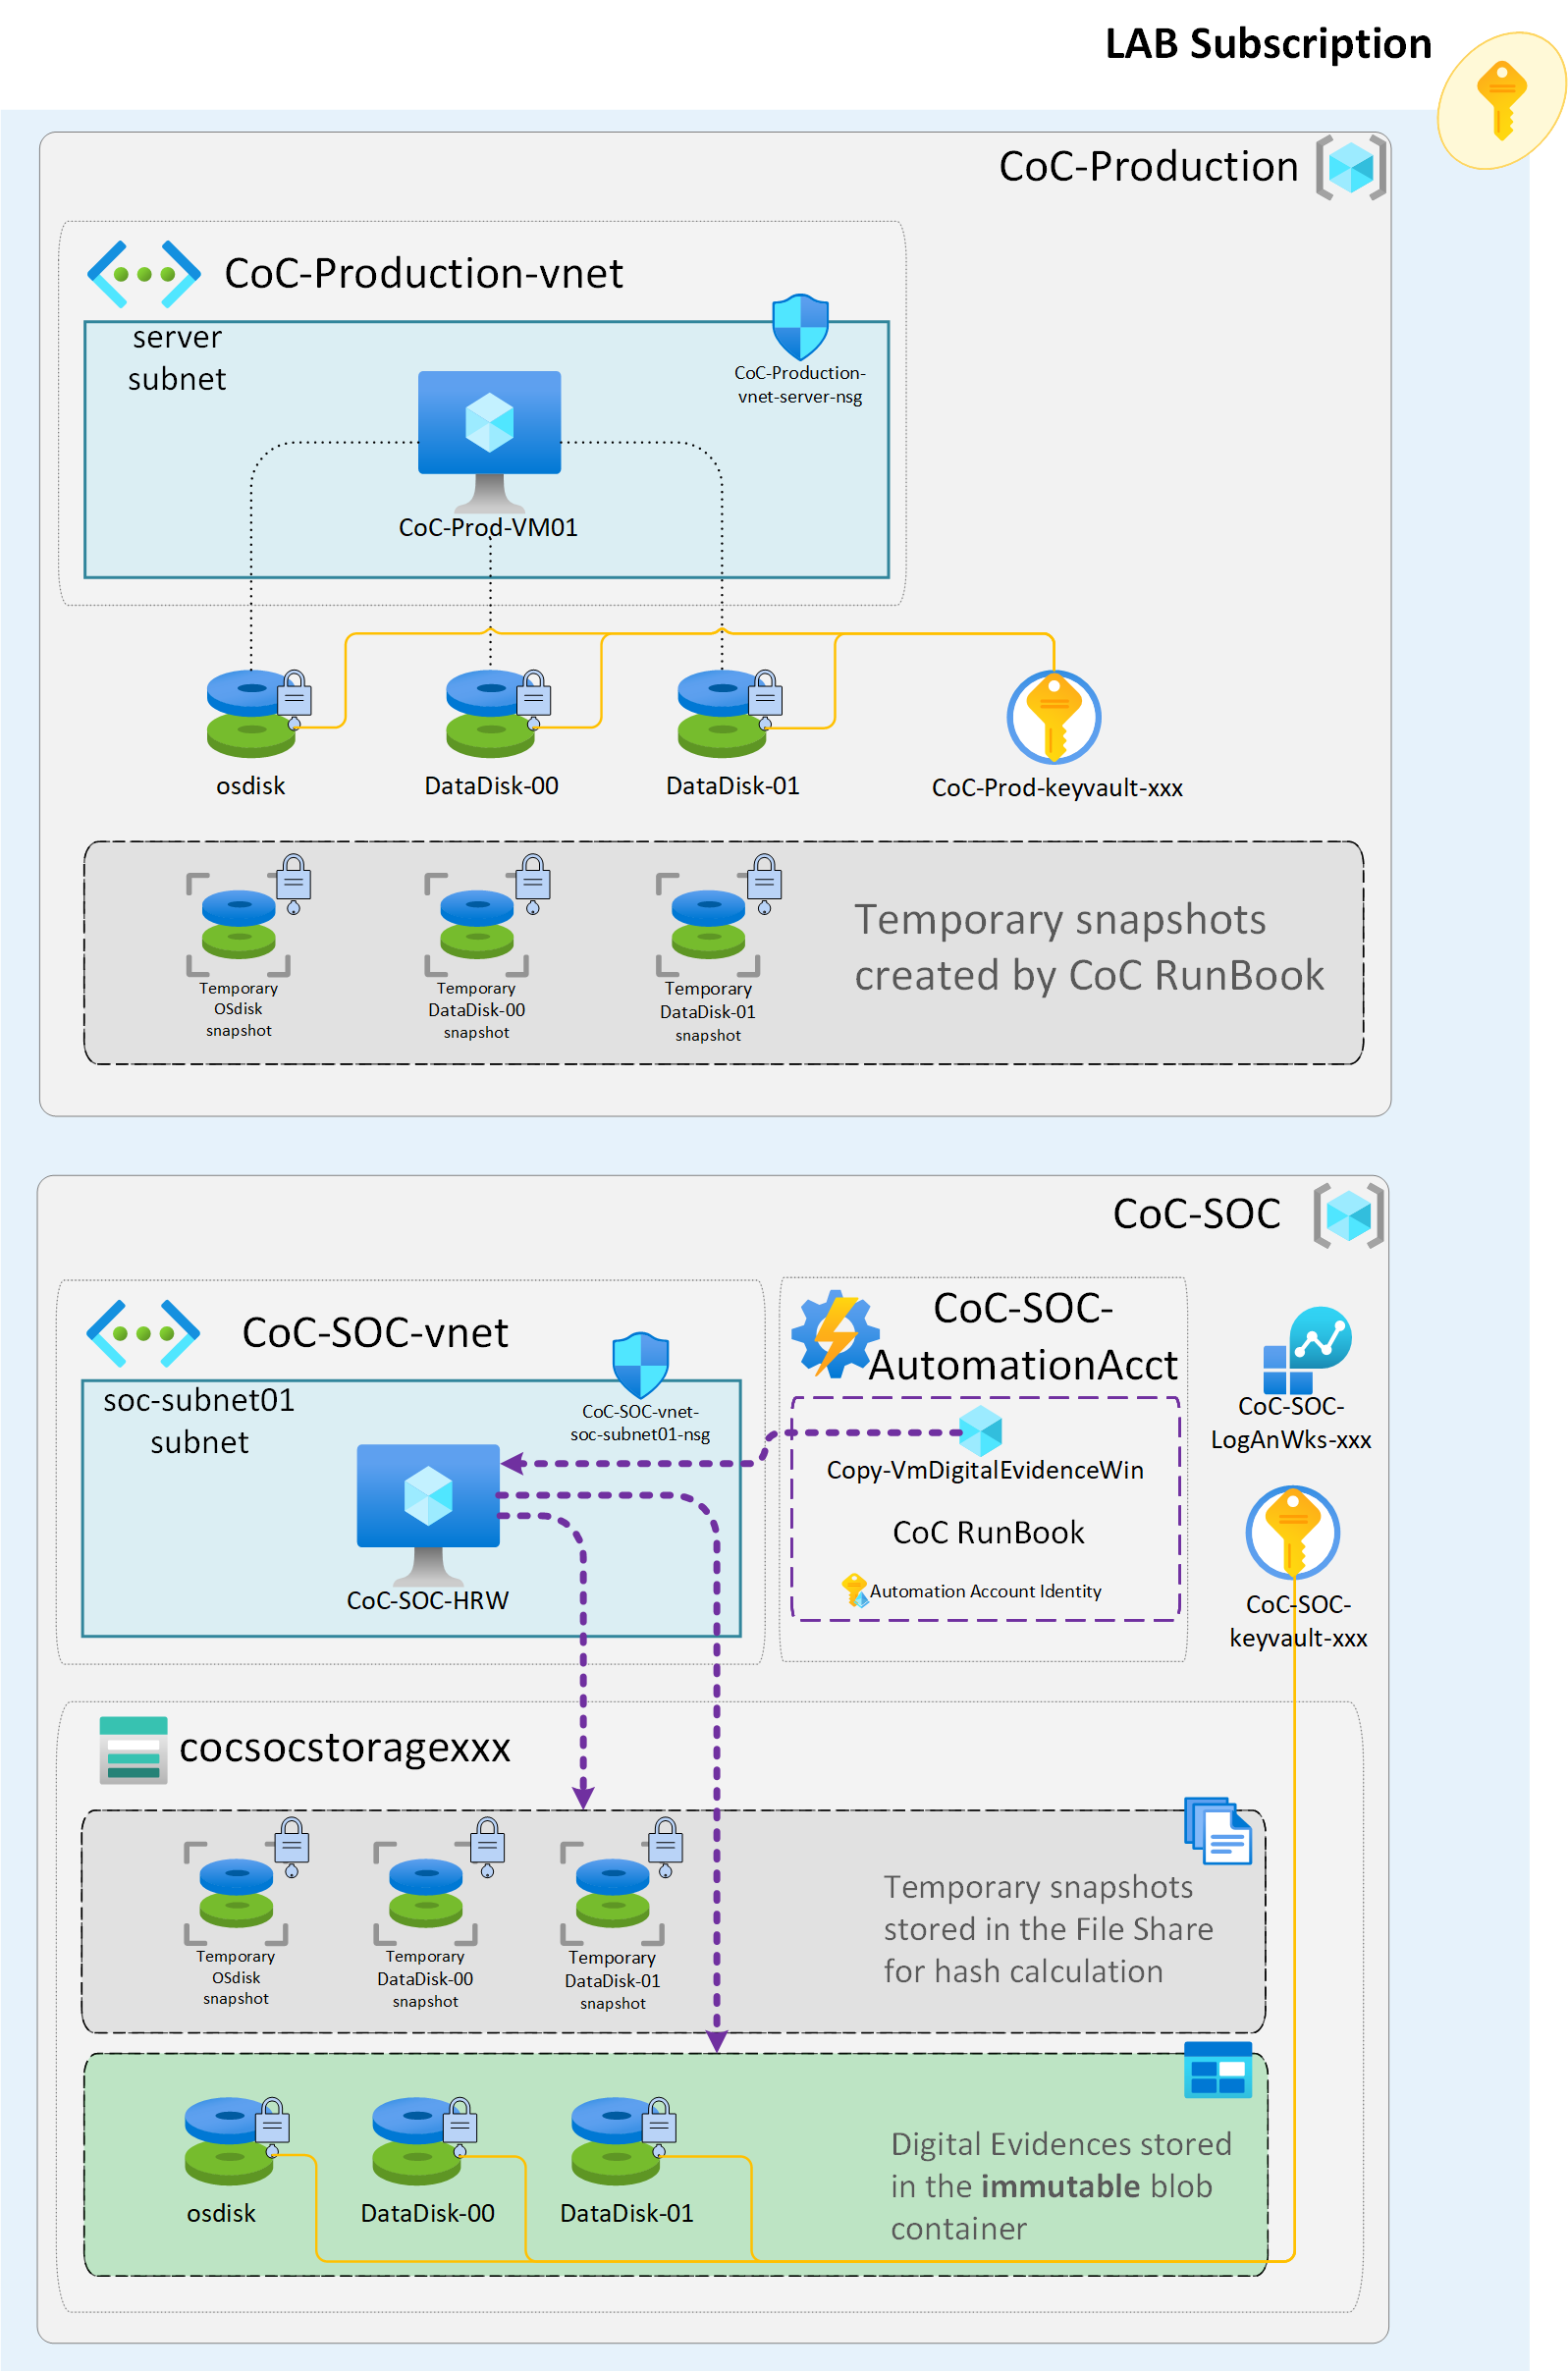 LAB Subscription
CoC-Production
CoC-Production-vnet
server
subnet
CoC-Production-
vnet-server-nsg
CoC-Prod-VM01
osdisk
DataDisk-00
DataDisk-01
CoC-Prod-keyvault-xxx
Temporary
OSdisk
snapshot
Temporary
DataDisk-00
snapshot
Temporary
DataDisk-01
snapshot
Temporary snapshots
created by CoC RunBook
CoC-SOC
CoC-SOC-vnet
soc-subnet01
subnet
CoC-SOC-vnet-
soc-subnet01-nsg
CoC-SOC-HRW
CoC-SOC-
AutomationAcct
Copy-VmDigitalEvidenceWin
CoC RunBook
Automation Account Identity
CoC-SOC-
LogAnWks-xxx
CoC-SOC-
keyvault-xxx
cocsocstoragexxx
Temporary
OSdisk
snapshot
Temporary
DataDisk-00
snapshot
Temporary
DataDisk-01
snapshot
Temporary snapshots
stored in the File Share
for hash calculation
osdisk
DataDisk-00
DataDisk-01
Digital Evidences stored
in the immutable blob
container